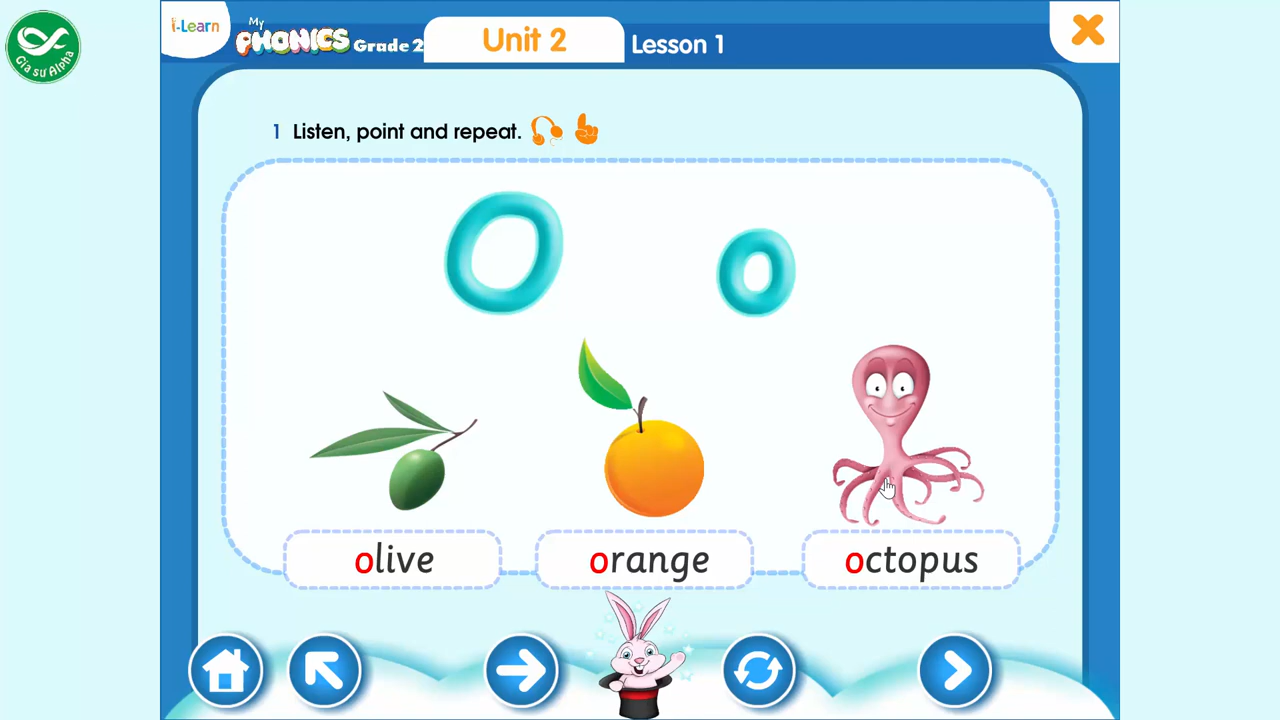 Gia sư Alpha
i-Learn
My
PHONICS Grade 2
Unit 2
Lesson 1
1 Listen, point and repeat.
O o
olive
orange
octopus